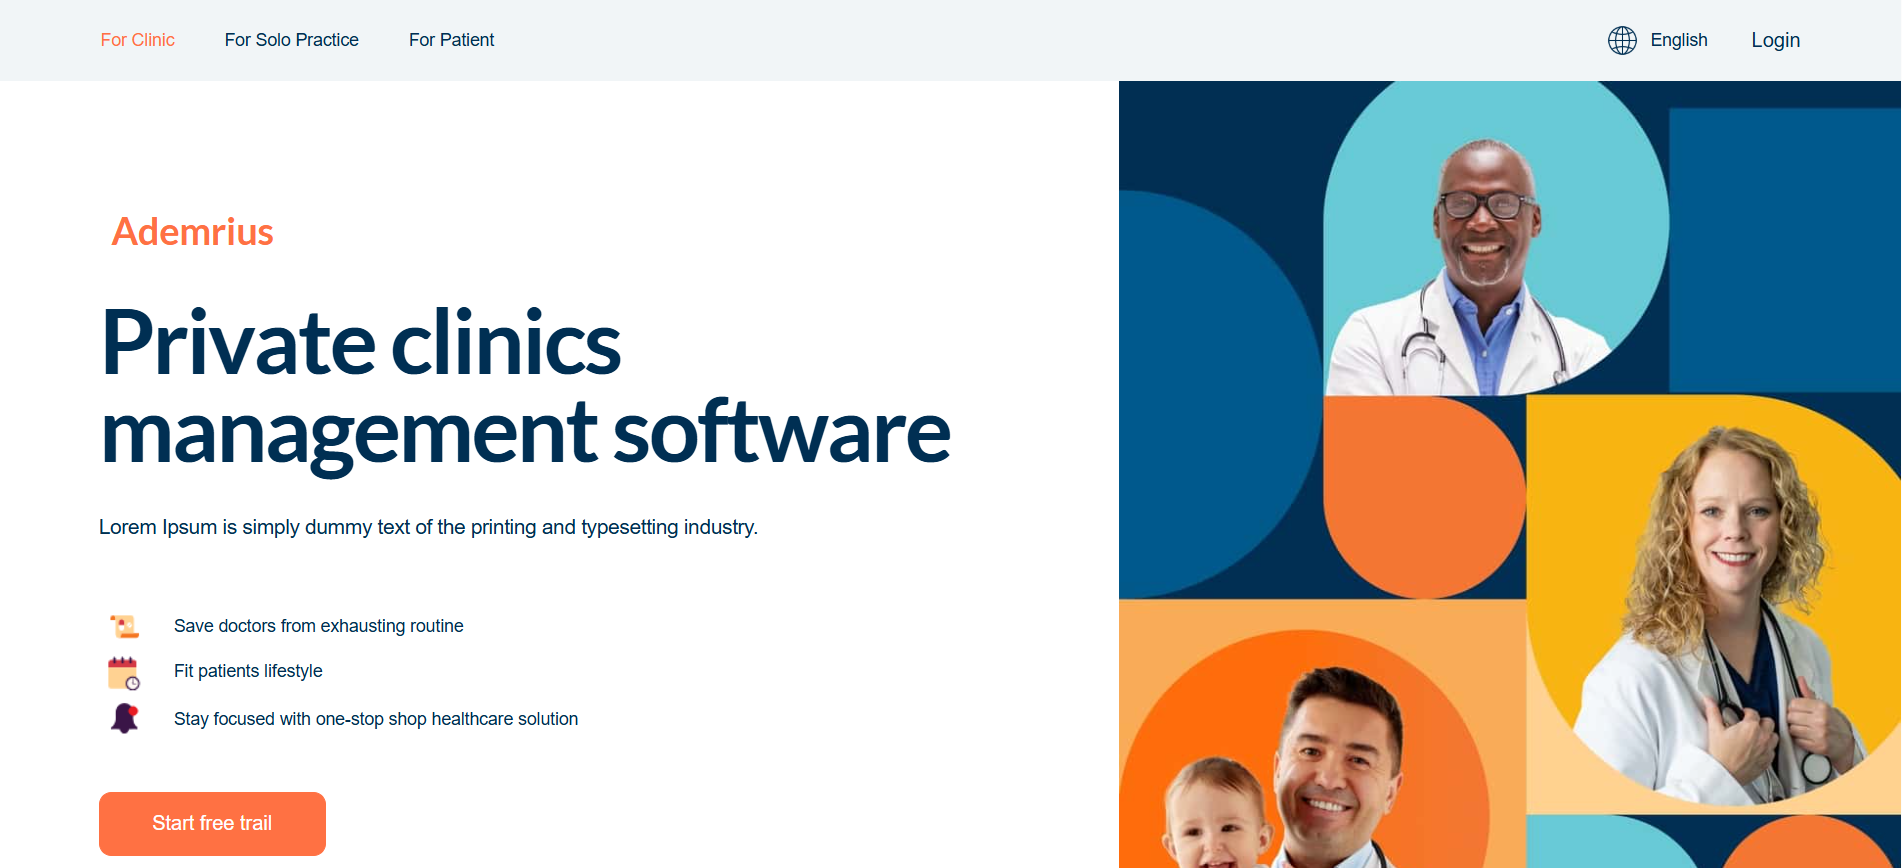 For Clinic For Solo Practice For Patient English Login
Ademrius
Private clinics
management software
Lorem Ipsum is simply dummy text of the printing and typesetting industry.
Save doctors from exhausting routine
Fit patients lifestyle
Stay focused with one-stop shop healthcare solution
Start free trail